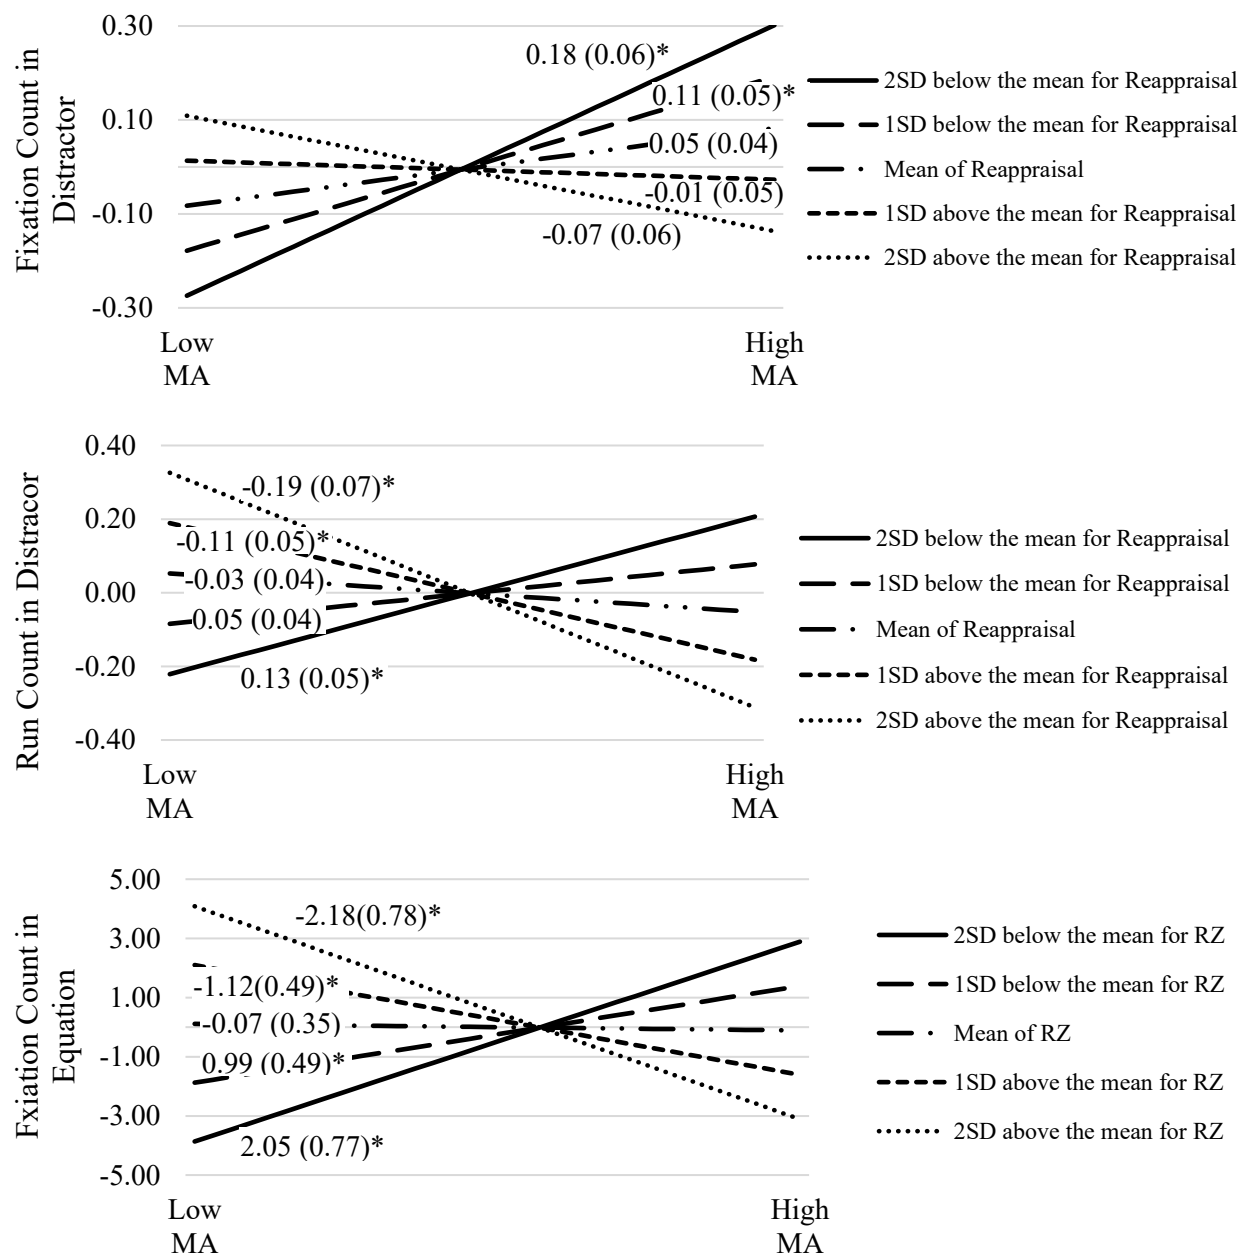 Fixation Count in
Distractor
0.30
0.10
-0.10
-0.30
0.18 (0.06)*
0.11 (0.05)*
0.05 (0.04)
-0.01 (0.05)
-0.07 (0.06)
Low
MA
High
MA
2SD below the mean for Reappraisal
1SD below the mean for Reappraisal
Mean of Reappraisal
1SD above the mean for Reappraisal
2SD above the mean for Reappraisal
Run Count in Distracor
0.40
0.20
0.00
-0.20
-0.40
-0.19 (0.07)*
-0.11 (0.05)*
-0.03 (0.04)
0.05 (0.04)
0.13 (0.05)*
Low
MA
High
MA
2SD below the mean for Reappraisal
1SD below the mean for Reappraisal
Mean of Reappraisal
1SD above the mean for Reappraisal
2SD above the mean for Reappraisal
Fxiation Count in
Equation
5.00
3.00
1.00
-1.00
-3.00
-5.00
-2.18(0.78)*
-1.12(0.49)*
-0.07 (0.35)
0.99 (0.49)*
2.05 (0.77)*
Low
MA
High
MA
2SD below the mean for RZ
1SD below the mean for RZ
Mean of RZ
1SD above the mean for RZ
2SD above the mean for RZ